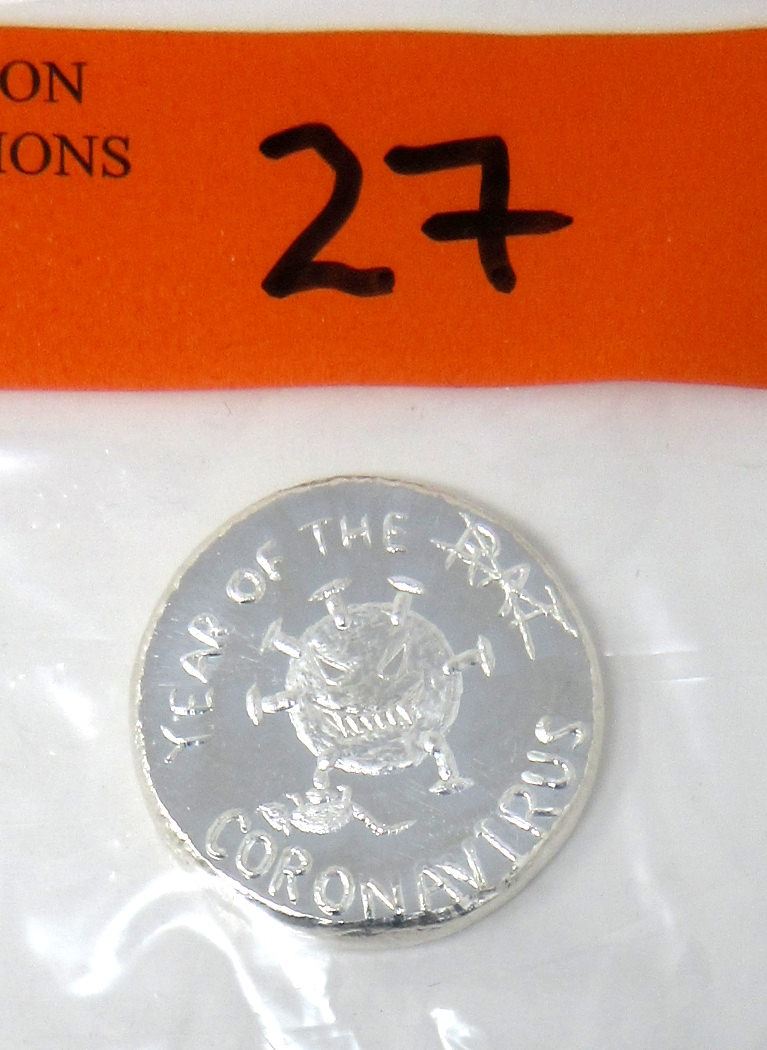 ON
IONS
27
YEAR OF THE RAT
CORONAVIRUS